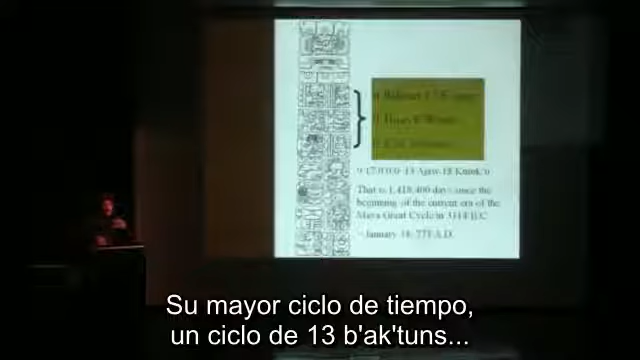 9 17.0.0.0 13 Ajaw 18 Kumk'u
That is 1,418,400 days since the
beginning of the current era of the
Maya Great Cycle in 3114 B.C.
= January 18, 771 A.D.
Su mayor ciclo de tiempo,
un ciclo de 13 b'ak'tuns...